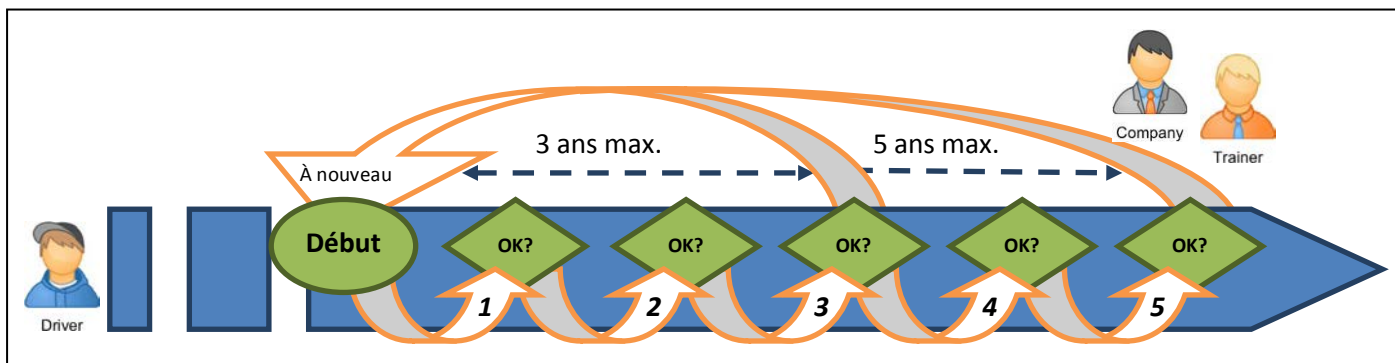 Company
Trainer
3 ans max.
5 ans max.
À nouveau
Début
OK?
OK?
OK?
OK?
OK?
1
2
3
4
5
Driver